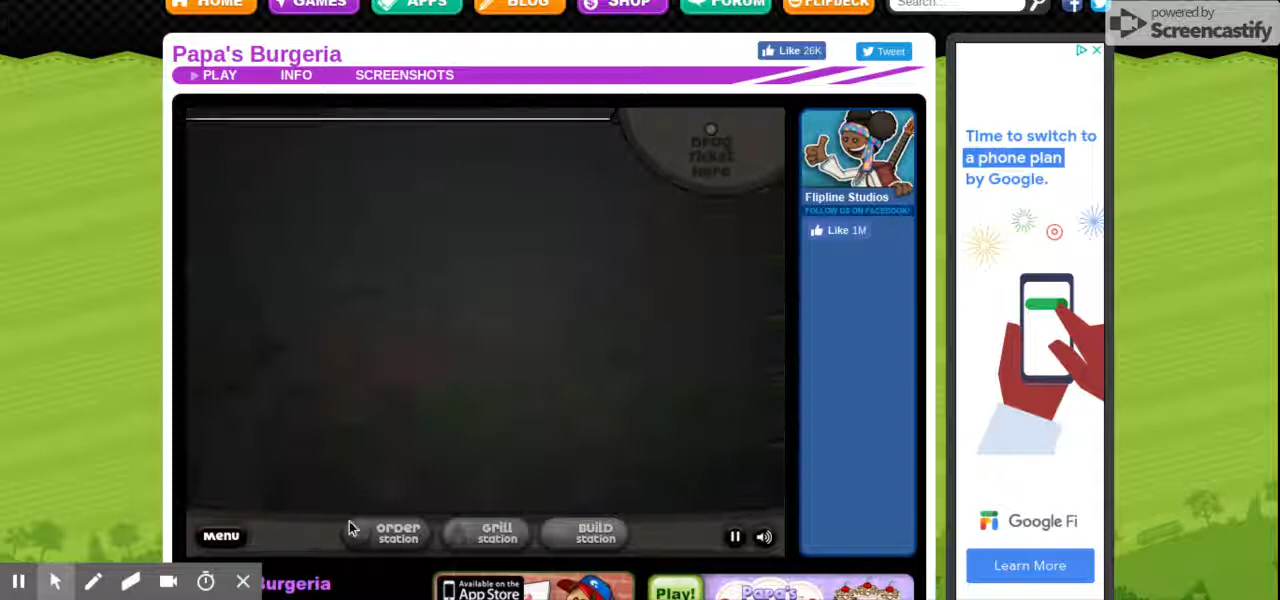 HOME GAMES APPS BLOG SHOP FORUM FLIPDECK Search...
powered by
Screencastify
Papa's Burgeria
Like 26K
Tweet
PLAY INFO SCREENSHOTS
DRAG
TICKET
HERE
Flipline Studios
FOLLOW US ON FACEBOOK!
Like 1M
Time to switch to
a phone plan
by Google.
Google Fi
Learn More
menu
order
station
Grill
station
Build
station
Burgeria
Available on the
App Store
Play!
Papa's